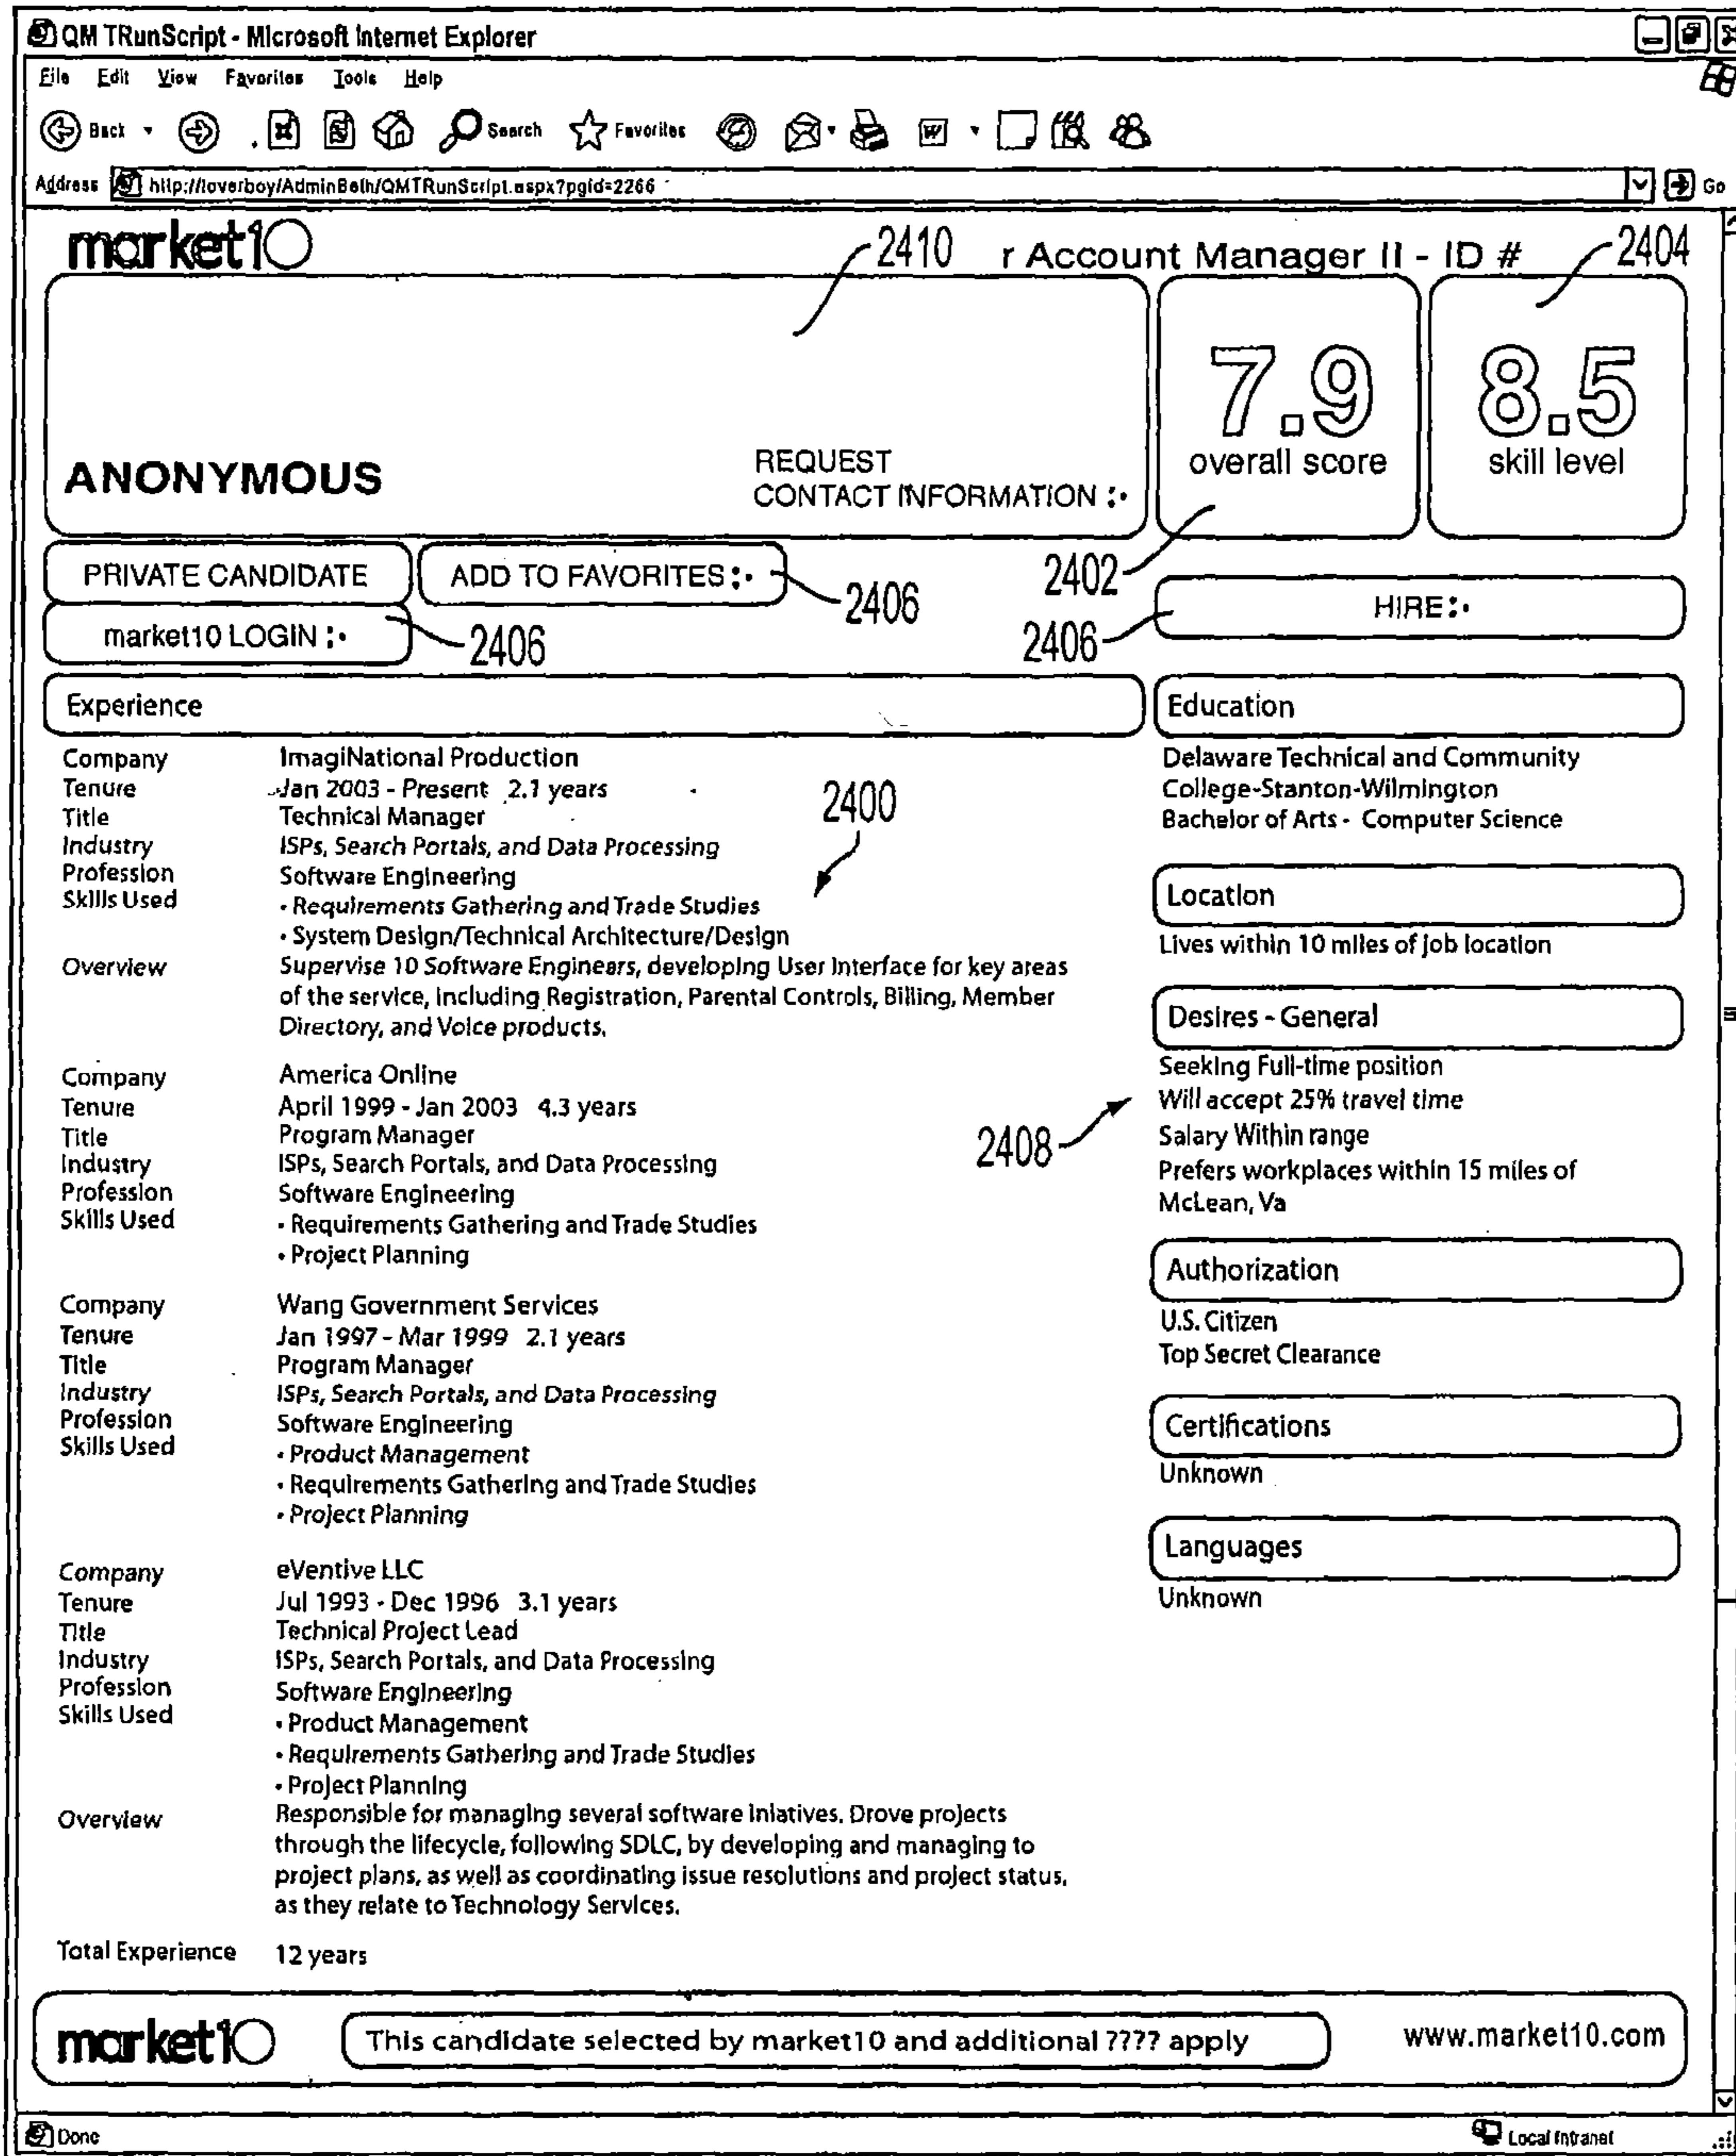 QM TRunScript - Microsoft Internet Explorer
File Edit View Favorites Tools Help
Back Search Favorites
Address http://loverboy/AdminBeth/QMTRunScript.aspx?pgid=2266 Go
market10
2410 r Account Manager II - ID # 2404
7.9 8.5
overall score skill level
ANONYMOUS
REQUEST
CONTACT INFORMATION
PRIVATE CANDIDATE ADD TO FAVORITES 2406 2402
HIRE
market10 LOGIN 2406 2406
Experience
Company ImagiNational Production
Tenure Jan 2003 - Present 2.1 years
Title Technical Manager
2400
Industry ISPs, Search Portals, and Data Processing
Profession Software Engineering
Skills Used • Requirements Gathering and Trade Studies
• System Design/Technical Architecture/Design
Overview Supervise 10 Software Engineers, developing User Interface for key areas
of the service, including Registration, Parental Controls, Billing, Member
Directory, and Voice products.
Company America Online
Tenure April 1999 - Jan 2003 4.3 years
Title Program Manager
Industry ISPs, Search Portals, and Data Processing
Profession Software Engineering
Skills Used • Requirements Gathering and Trade Studies
• Project Planning
Company Wang Government Services
Tenure Jan 1997 - Mar 1999 2.1 years
Title Program Manager
Industry ISPs, Search Portals, and Data Processing
Profession Software Engineering
Skills Used • Product Management
• Requirements Gathering and Trade Studies
• Project Planning
Company eVentive LLC
Tenure Jul 1993 - Dec 1996 3.1 years
Title Technical Project Lead
Industry ISPs, Search Portals, and Data Processing
Profession Software Engineering
Skills Used • Product Management
• Requirements Gathering and Trade Studies
• Project Planning
Overview Responsible for managing several software iniatives. Drove projects
through the lifecycle, following SDLC, by developing and managing to
project plans, as well as coordinating issue resolutions and project status,
as they relate to Technology Services.
Total Experience 12 years
Education
Delaware Technical and Community
College-Stanton-Wilmington
Bachelor of Arts - Computer Science
Location
Lives within 10 miles of job location
Desires - General
Seeking Full-time position
Will accept 25% travel time
2408
Salary Within range
Prefers workplaces within 15 miles of
McLean, Va
Authorization
U.S. Citizen
Top Secret Clearance
Certifications
Unknown
Languages
Unknown
market10 This candidate selected by market10 and additional ???? apply www.market10.com
Done Local intranet